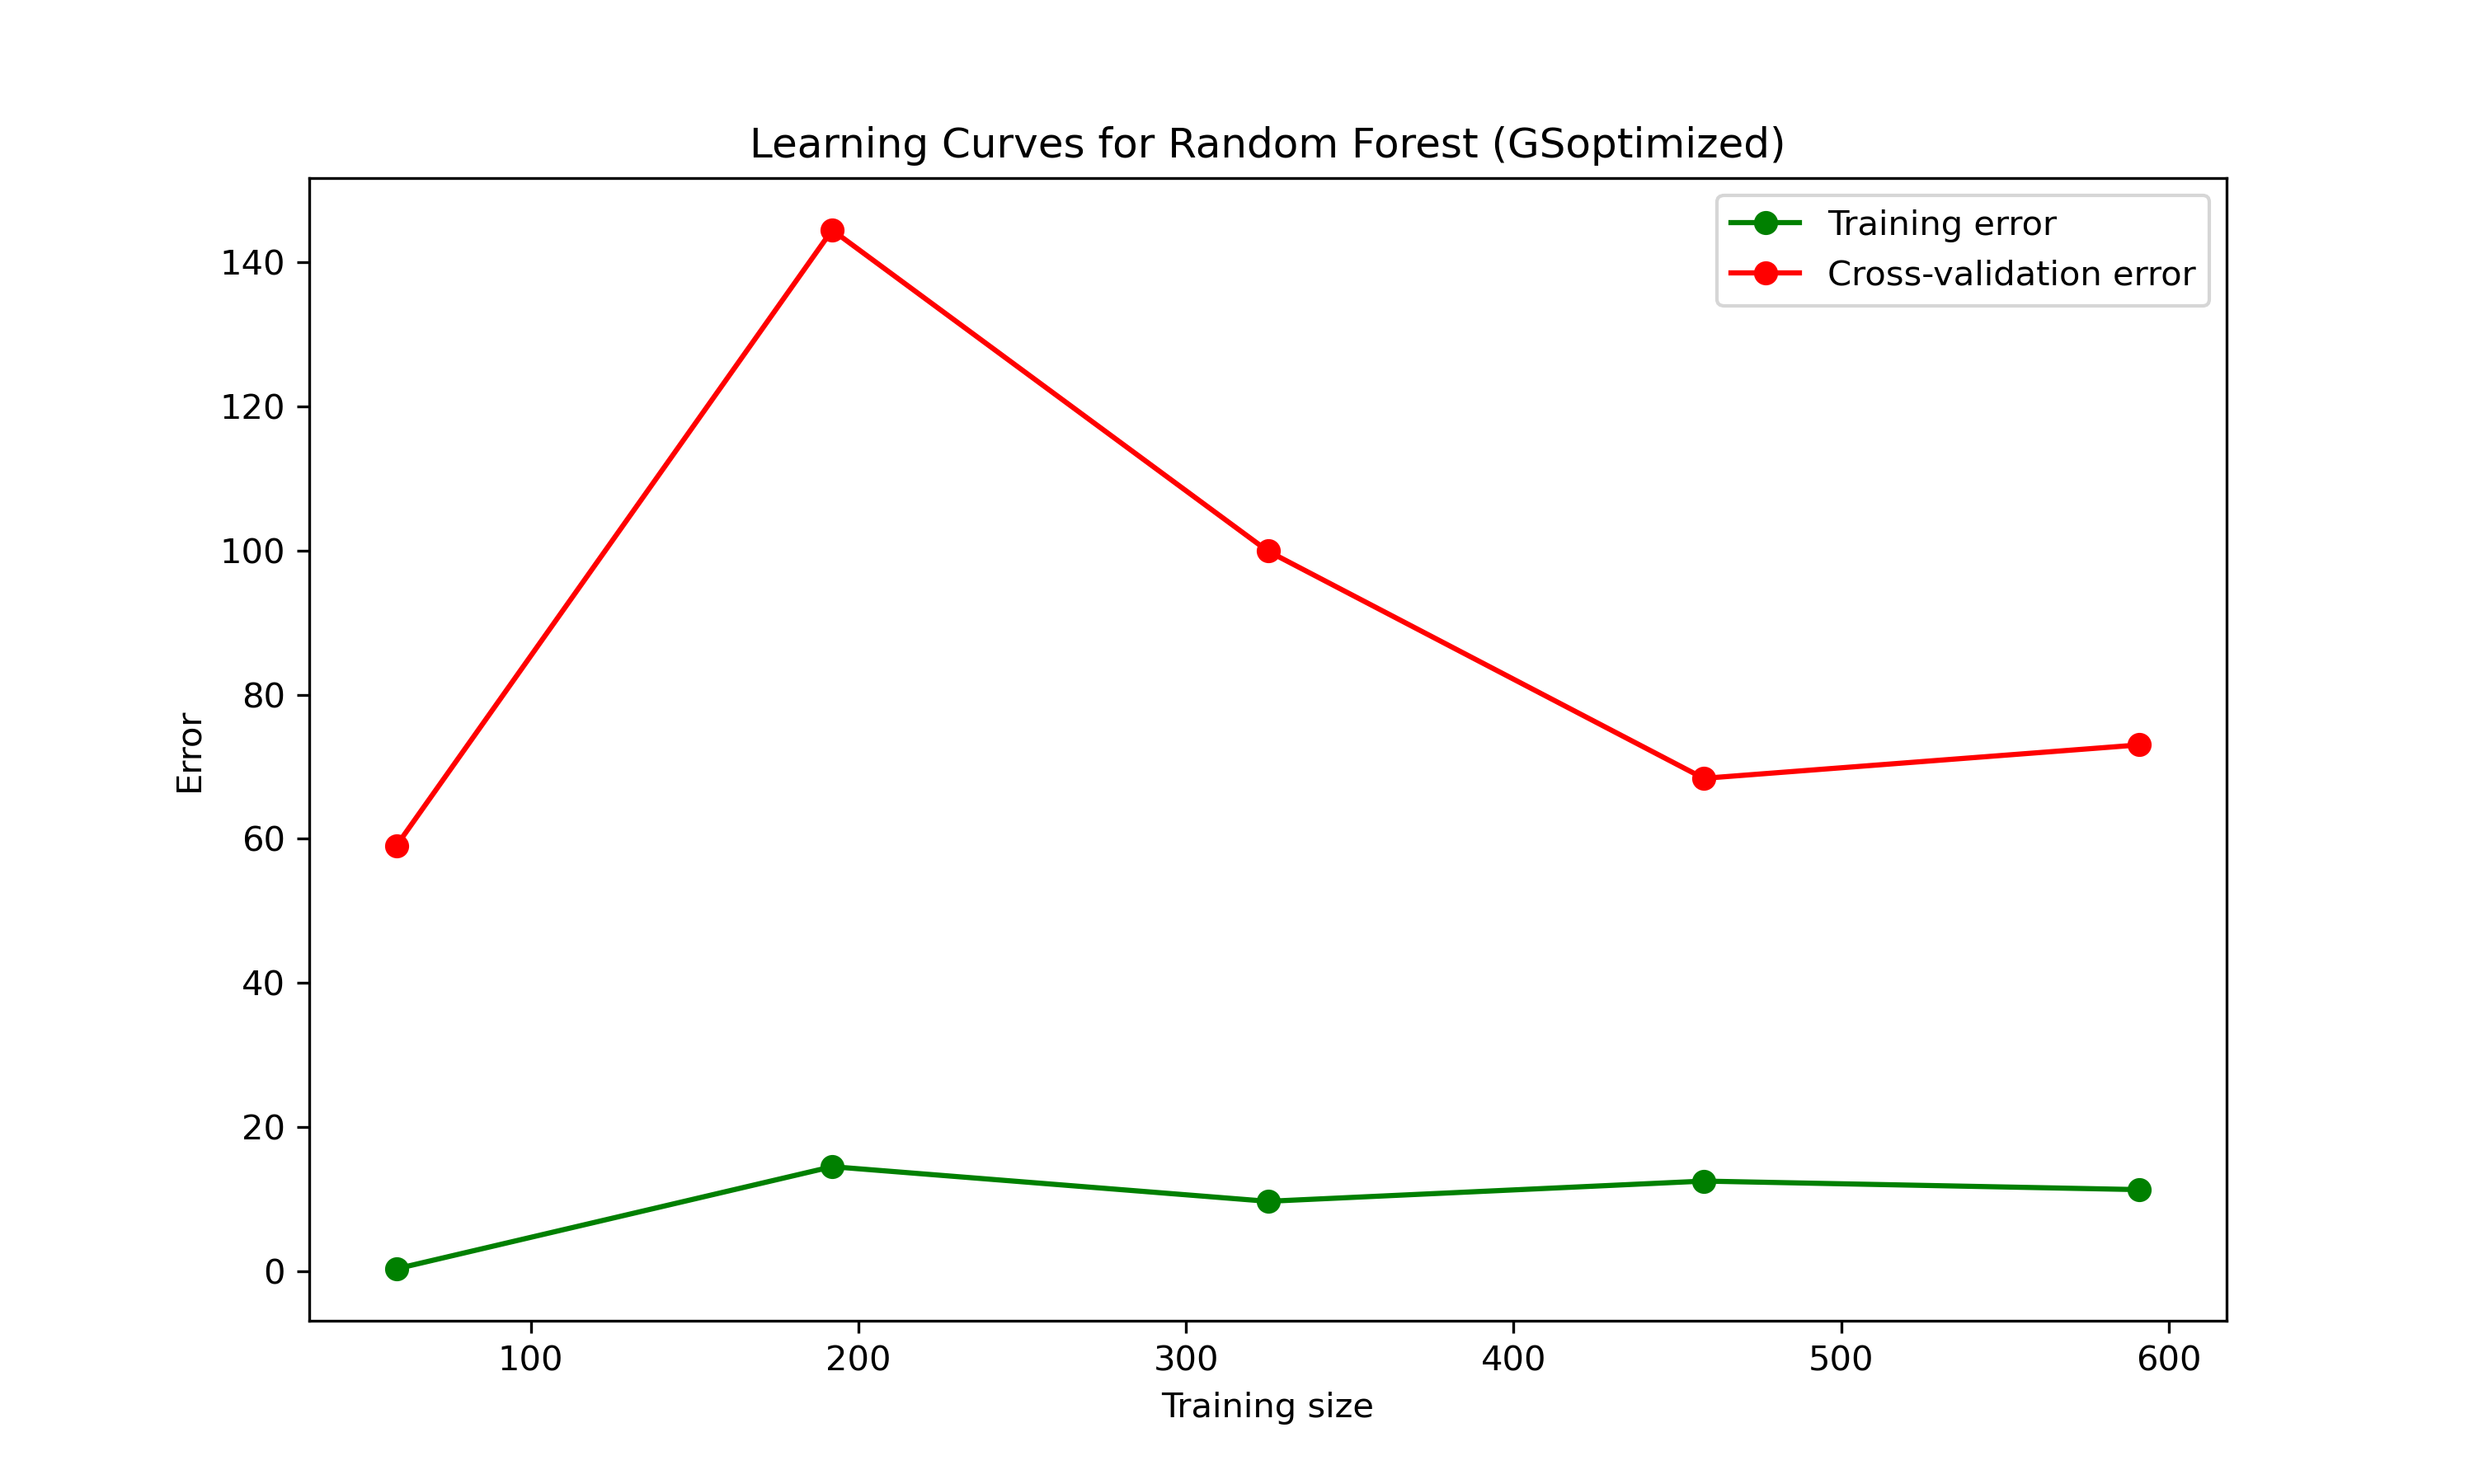 Learning Curves for Random Forest (GSoptimized)
Training error
Cross-validation error
140
120
100
80
60
40
20
0
Error
100 200 300 400 500 600
Training size